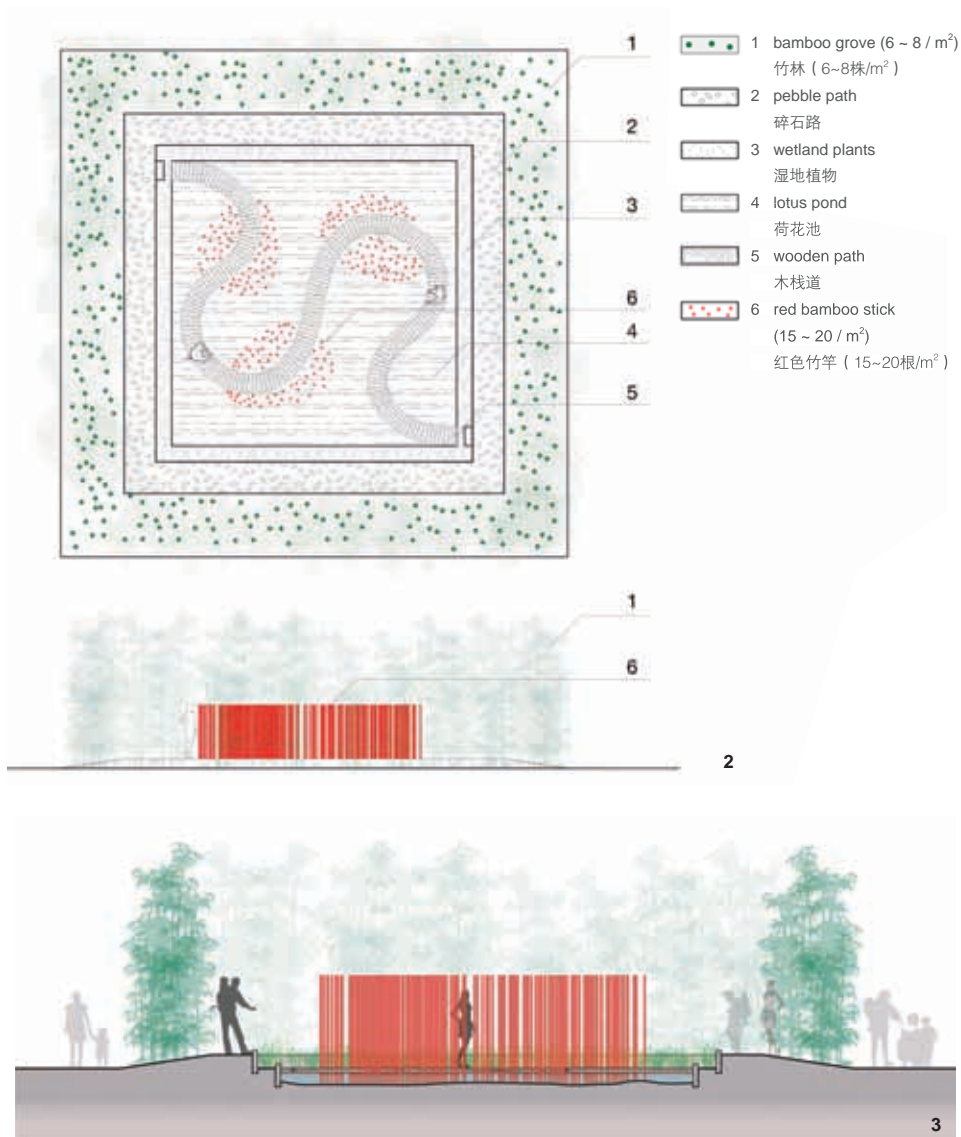 1
2
3
6
4
5
1 bamboo grove (6 ~ 8 / m²)
竹林（6~8株/m²）
2 pebble path
碎石路
3 wetland plants
湿地植物
4 lotus pond
荷花池
5 wooden path
木栈道
6 red bamboo stick
(15 ~ 20 / m²)
红色竹竿（15~20根/m²）
1
6
2
3